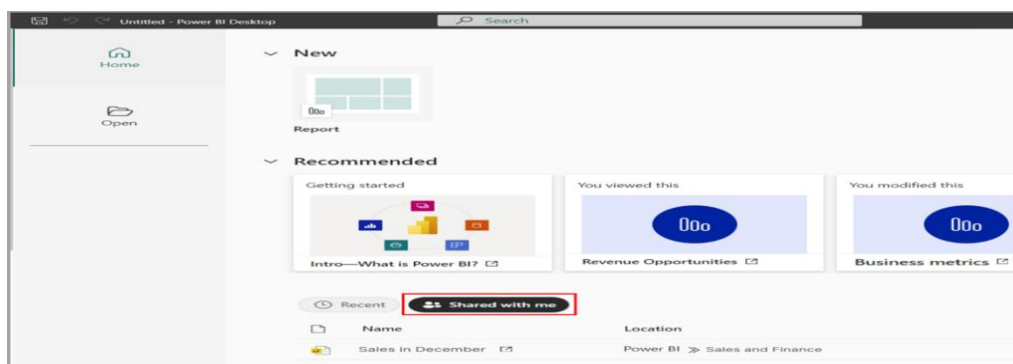 Untitled - Power BI Desktop
Search
Home
Open
New
Report
Recommended
Getting started
You viewed this
You modified this
Intro—What is Power BI?
Revenue Opportunities
Business metrics
Recent
Shared with me
Name
Location
Sales in December
Power BI ≫ Sales and Finance